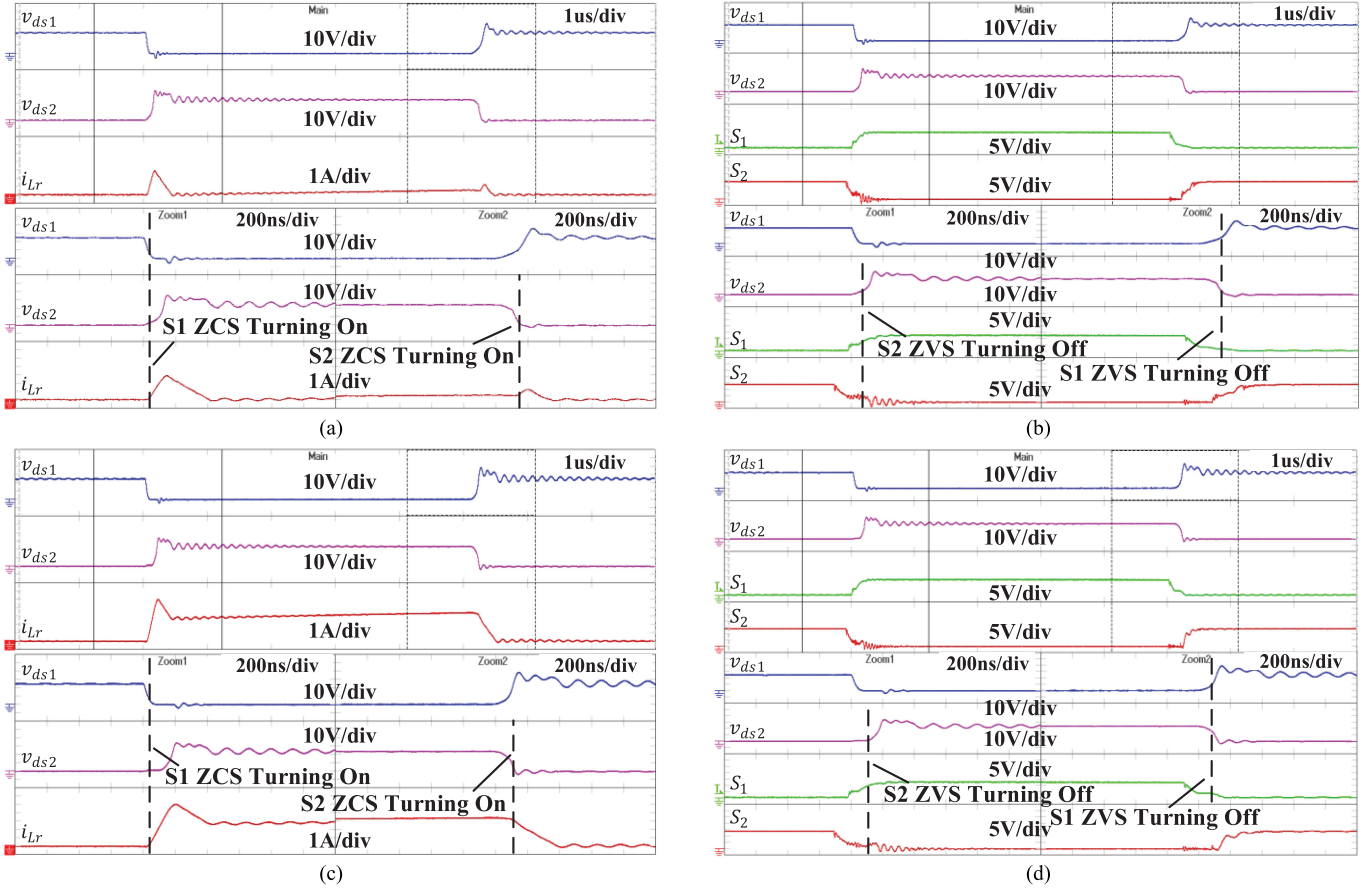 v_ds1
Main
1us/div
10V/div
v_ds2
10V/div
i_Lr
1A/div
v_ds1
Zoom1
200ns/div
Zoom2
200ns/div
10V/div
v_ds2
10V/div
S1 ZCS Turning On
S2 ZCS Turning On
i_Lr
1A/div
(a)
v_ds1
Main
1us/div
10V/div
v_ds2
10V/div
S_1
5V/div
S_2
5V/div
v_ds1
Zoom1
200ns/div
Zoom2
200ns/div
10V/div
v_ds2
10V/div
5V/div
S_1
S2 ZVS Turning Off
S1 ZVS Turning Off
S_2
5V/div
(b)
v_ds1
Main
1us/div
10V/div
v_ds2
10V/div
i_Lr
1A/div
v_ds1
Zoom1
200ns/div
Zoom2
200ns/div
10V/div
v_ds2
10V/div
S1 ZCS Turning On
S2 ZCS Turning On
i_Lr
1A/div
(c)
v_ds1
Main
1us/div
10V/div
v_ds2
10V/div
S_1
5V/div
S_2
5V/div
v_ds1
Zoom1
200ns/div
Zoom2
200ns/div
10V/div
v_ds2
10V/div
5V/div
S_1
S2 ZVS Turning Off
S1 ZVS Turning Off
S_2
5V/div
(d)